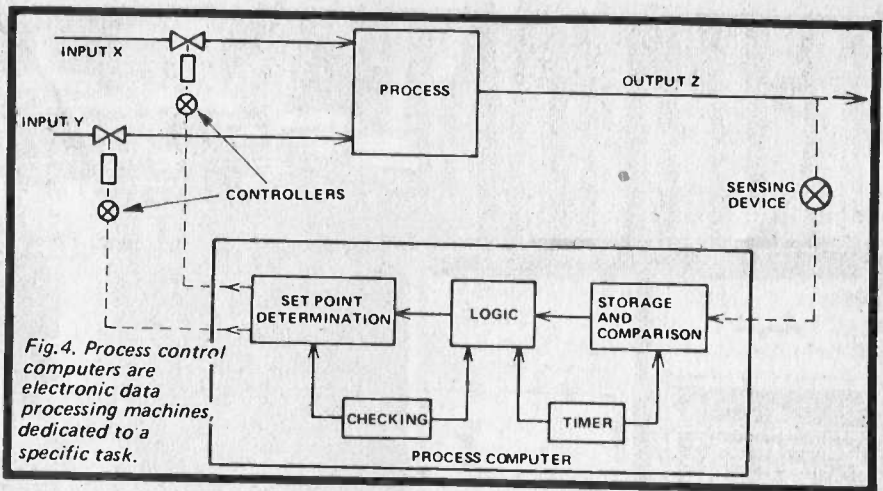 INPUT X
PROCESS
OUTPUT Z
INPUT Y
CONTROLLERS
SENSING
DEVICE
SET POINT
DETERMINATION
LOGIC
STORAGE
AND
COMPARISON
CHECKING
TIMER
PROCESS COMPUTER
Fig.4. Process control
computers are
electronic data
processing machines,
dedicated to a
specific task.